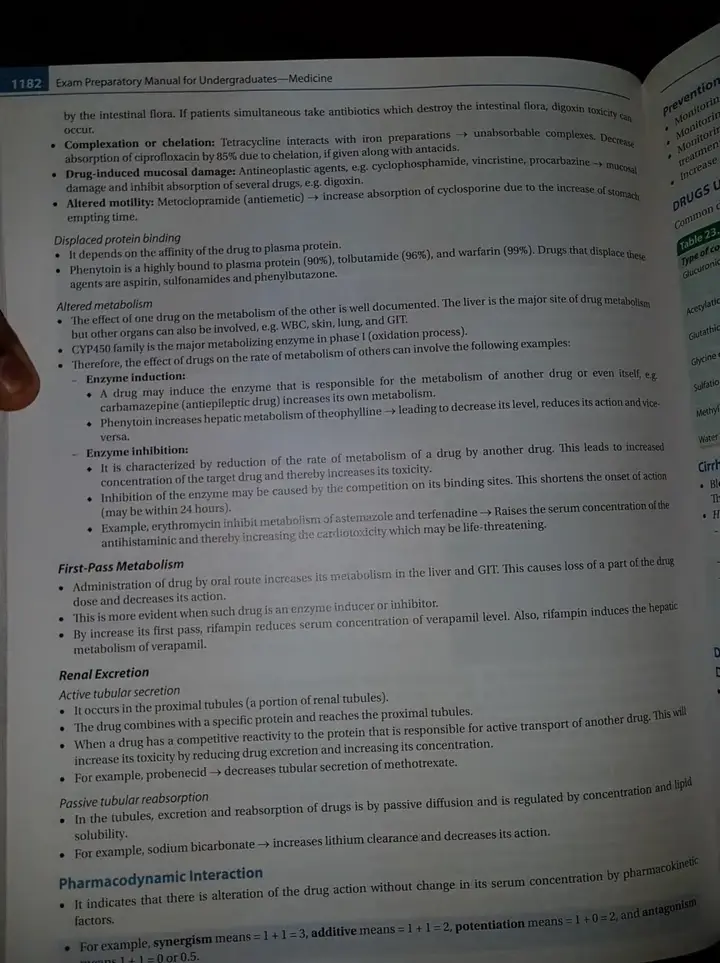 1182 Exam Preparatory Manual for Undergraduates—Medicine
by the intestinal flora. If patients simultaneous take antibiotics which destroy the intestinal flora, digoxin toxicity can
occur.
• Complexation or chelation: Tetracycline interacts with iron preparations → unabsorbable complexes. Decrease
absorption of ciprofloxacin by 85% due to chelation, if given along with antacids.
• Drug-induced mucosal damage: Antineoplastic agents, e.g. cyclophosphamide, vincristine, procarbazine → mucosal
damage and inhibit absorption of several drugs, e.g. digoxin.
• Altered motility: Metoclopramide (antiemetic) → increase absorption of cyclosporine due to the increase of stomach
empting time.
Displaced protein binding
• It depends on the affinity of the drug to plasma protein.
• Phenytoin is a highly bound to plasma protein (90%), tolbutamide (96%), and warfarin (99%). Drugs that displace these
agents are aspirin, sulfonamides and phenylbutazone.
Altered metabolism
• The effect of one drug on the metabolism of the other is well documented. The liver is the major site of drug metabolism
but other organs can also be involved, e.g. WBC, skin, lung, and GIT.
• CYP450 family is the major metabolizing enzyme in phase I (oxidation process).
• Therefore, the effect of drugs on the rate of metabolism of others can involve the following examples:
– Enzyme induction:
• A drug may induce the enzyme that is responsible for the metabolism of another drug or even itself, e.g.
carbamazepine (antiepileptic drug) increases its own metabolism.
• Phenytoin increases hepatic metabolism of theophylline → leading to decrease its level, reduces its action and vice-
versa.
– Enzyme inhibition:
• It is characterized by reduction of the rate of metabolism of a drug by another drug. This leads to increased
concentration of the target drug and thereby increases its toxicity.
• Inhibition of the enzyme may be caused by the competition on its binding sites. This shortens the onset of action
(may be within 24 hours).
• Example, erythromycin inhibit metabolism of astemazole and terfenadine → Raises the serum concentration of the
antihistaminic and thereby increasing the cardiotoxicity which may be life-threatening.
First-Pass Metabolism
• Administration of drug by oral route increases its metabolism in the liver and GIT. This causes loss of a part of the drug
dose and decreases its action.
• This is more evident when such drug is an enzyme inducer or inhibitor.
• By increase its first pass, rifampin reduces serum concentration of verapamil level. Also, rifampin induces the hepatic
metabolism of verapamil.
Renal Excretion
Active tubular secretion
• It occurs in the proximal tubules (a portion of renal tubules).
• The drug combines with a specific protein and reaches the proximal tubules.
• When a drug has a competitive reactivity to the protein that is responsible for active transport of another drug. This will
increase its toxicity by reducing drug excretion and increasing its concentration.
• For example, probenecid → decreases tubular secretion of methotrexate.
Passive tubular reabsorption
• In the tubules, excretion and reabsorption of drugs is by passive diffusion and is regulated by concentration and lipid
solubility.
• For example, sodium bicarbonate → increases lithium clearance and decreases its action.
Pharmacodynamic Interaction
• It indicates that there is alteration of the drug action without change in its serum concentration by pharmacokinetic
factors.
• For example, synergism means = 1 + 1 = 3, additive means = 1 + 1 = 2, potentiation means = 1 + 0 = 2, and antagonism
means 1 + 1 = 0 or 0.5.
Prevention
• Monitorin
• Monitorin
• Monitorin
treatmen
• Increase
DRUGS U
Common c
Table 23.
Type of co
Glucuronic
Acetylatic
Glutathic
Glycine
Sulfatio
Methyl
Water
Cirrh
• Bl
Th
• H